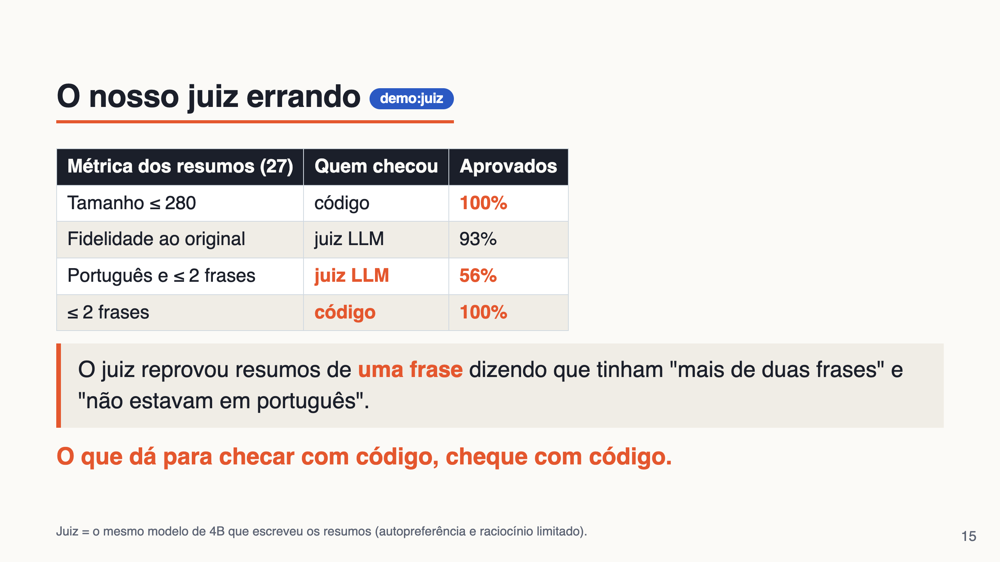 O nosso juiz errando demo:juiz
Métrica dos resumos (27) Quem checou Aprovados
Tamanho ≤ 280 código 100%
Fidelidade ao original juiz LLM 93%
Português e ≤ 2 frases juiz LLM 56%
≤ 2 frases código 100%
O juiz reprovou resumos de uma frase dizendo que tinham "mais de duas frases" e
"não estavam em português".
O que dá para checar com código, cheque com código.
Juiz = o mesmo modelo de 4B que escreveu os resumos (autopreferência e raciocínio limitado).
15